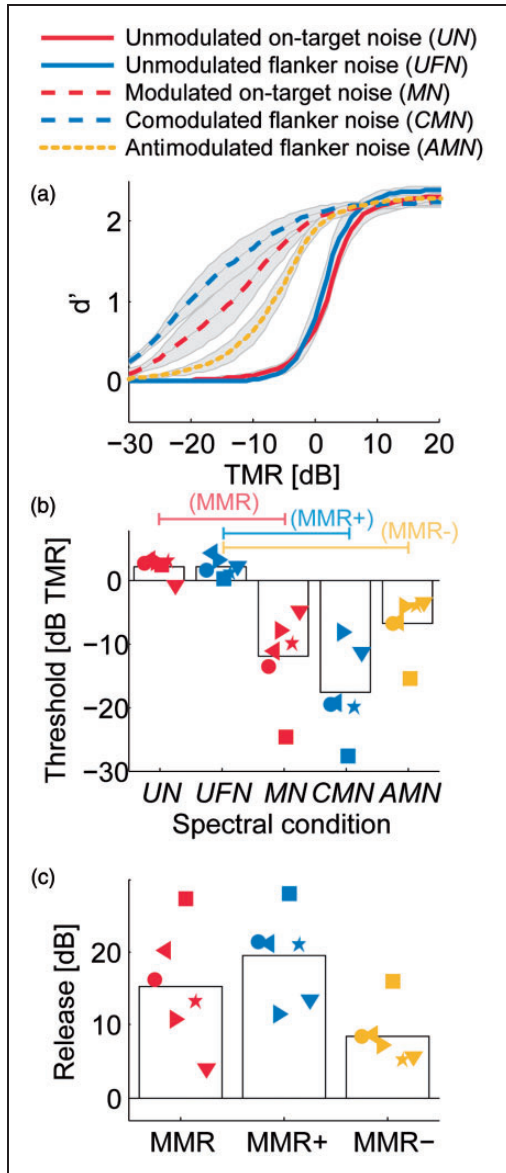 Unmodulated on-target noise (UN)
Unmodulated flanker noise (UFN)
Modulated on-target noise (MN)
Comodulated flanker noise (CMN)
Antimodulated flanker noise (AMN)
(a)
2
1
0
d'
−30 −20 −10 0 10 20
TMR [dB]
(b)
(MMR)
(MMR+)
(MMR−)
0
−10
−20
−30
Threshold [dB TMR]
UN UFN MN CMN AMN
Spectral condition
(c)
20
10
0
Release [dB]
MMR MMR+ MMR−